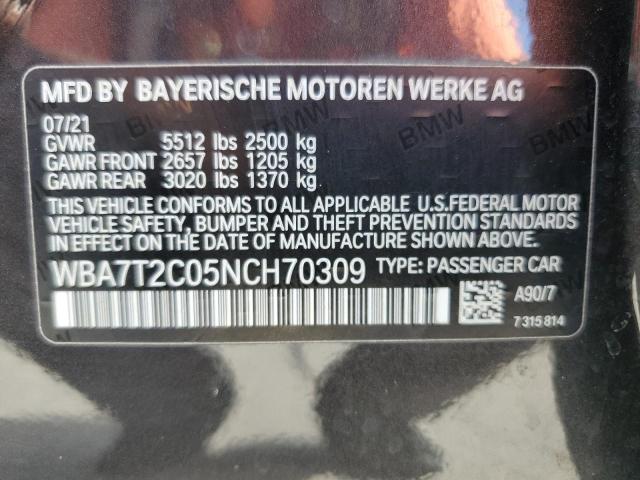 MFD BY BAYERISCHE MOTOREN WERKE AG
07/21
GVWR 5512 lbs 2500 kg
GAWR FRONT 2657 lbs 1205 kg
GAWR REAR 3020 lbs 1370 kg
THIS VEHICLE CONFORMS TO ALL APPLICABLE U.S.FEDERAL MOTOR
VEHICLE SAFETY, BUMPER AND THEFT PREVENTION STANDARDS
IN EFFECT ON THE DATE OF MANUFACTURE SHOWN ABOVE.
WBA7T2C05NCH70309 TYPE: PASSENGER CAR
A90/7
7 315 814
BMW
BMW